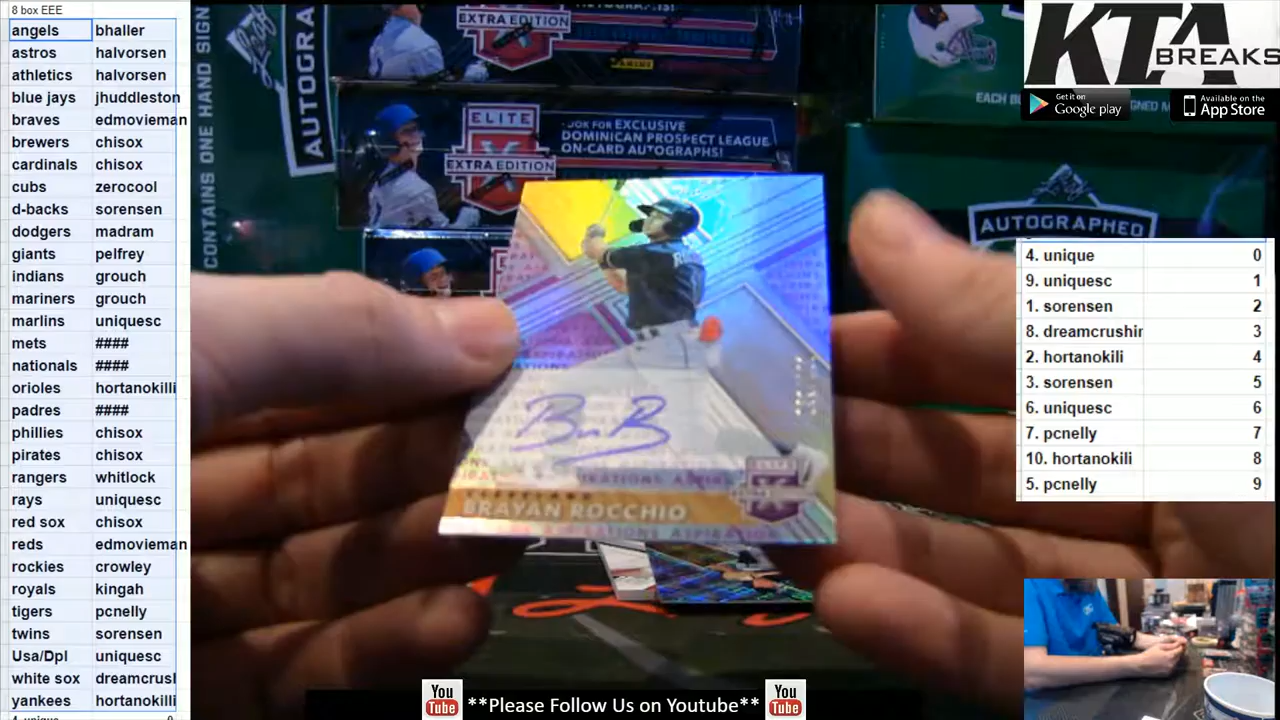 8 box EEE
angels bhaller
astros halvorsen
athletics halvorsen
blue jays jhuddleston
braves edmovieman
brewers chisox
cardinals chisox
cubs zerocool
d-backs sorensen
dodgers madram
giants pelfrey
indians grouch
mariners grouch
marlins uniquesc
mets ####
nationals ####
orioles hortanokilli
padres ####
phillies chisox
pirates chisox
rangers whitlock
rays uniquesc
red sox chisox
reds edmovieman
rockies crowley
royals kingah
tigers pcnelly
twins sorensen
Usa/Dpl uniquesc
white sox dreamcrusl
yankees hortanokilli
CONTAINS ONE HAND SIGN
Leaf
AUTOGRA
EXTRA EDITION
PANINI
ELITE
EXTRA EDITION
LOOK FOR EXCLUSIVE
DOMINICAN PROSPECT LEAGUE
ON-CARD AUTOGRAPHS!
EACH B
AUTOGRAPHED
CLEVELAND
BRAYAN ROCCHIO
ELITE
EXTRA
KTA
BREAKS
Get it on
Google play
Available on the
App Store
4. unique 0
9. uniquesc 1
1. sorensen 2
8. dreamcrushir 3
2. hortanokili 4
3. sorensen 5
6. uniquesc 6
7. pcnelly 7
10. hortanokili 8
5. pcnelly 9
You
Tube
**Please Follow Us on Youtube**
You
Tube